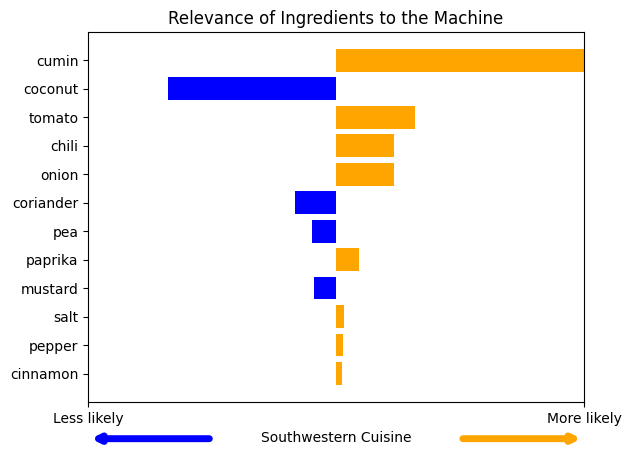 Relevance of Ingredients to the Machine
cumin
coconut
tomato
chili
onion
coriander
pea
paprika
mustard
salt
pepper
cinnamon
Less likely More likely
Southwestern Cuisine